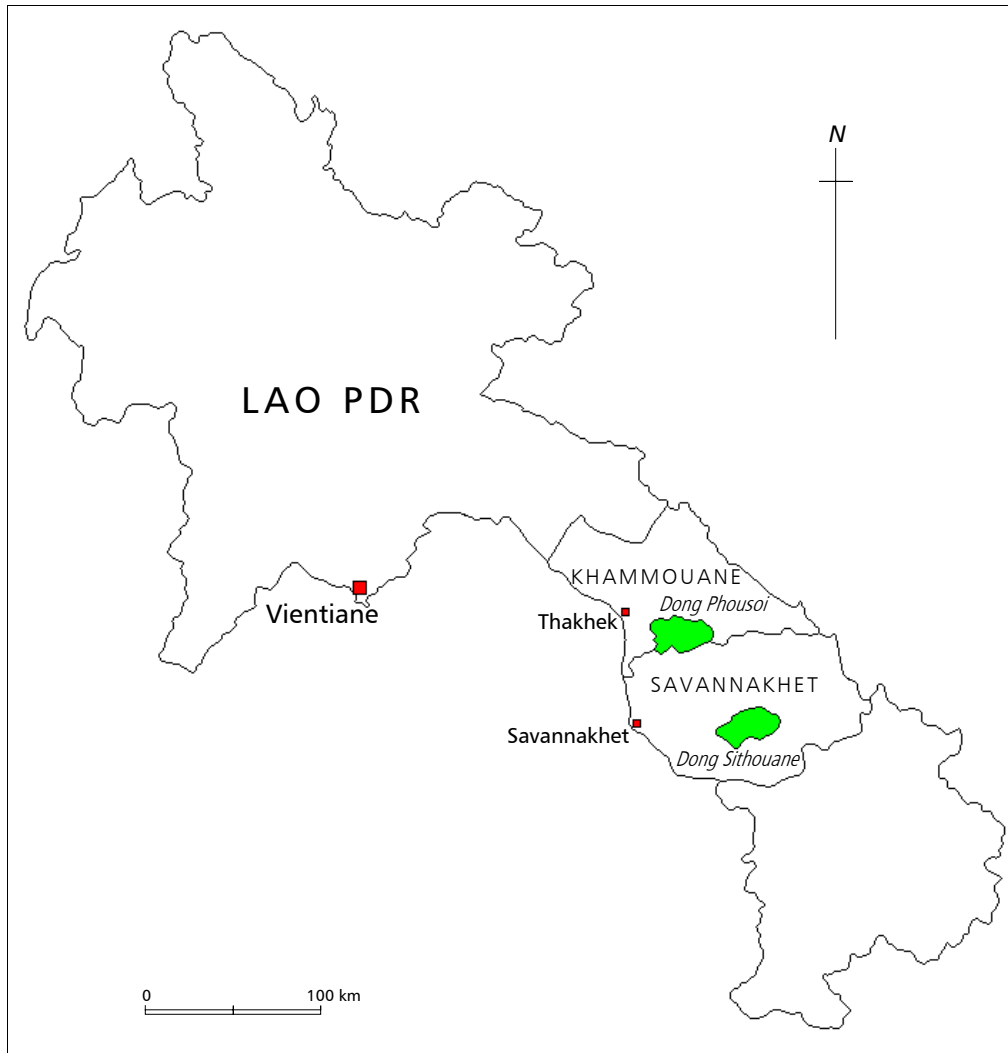 N
LAO PDR
KHAMMOUANE
Dong Phousoi
Vientiane
Thakhek
SAVANNAKHET
Savannakhet
Dong Sithouane
0 100 km